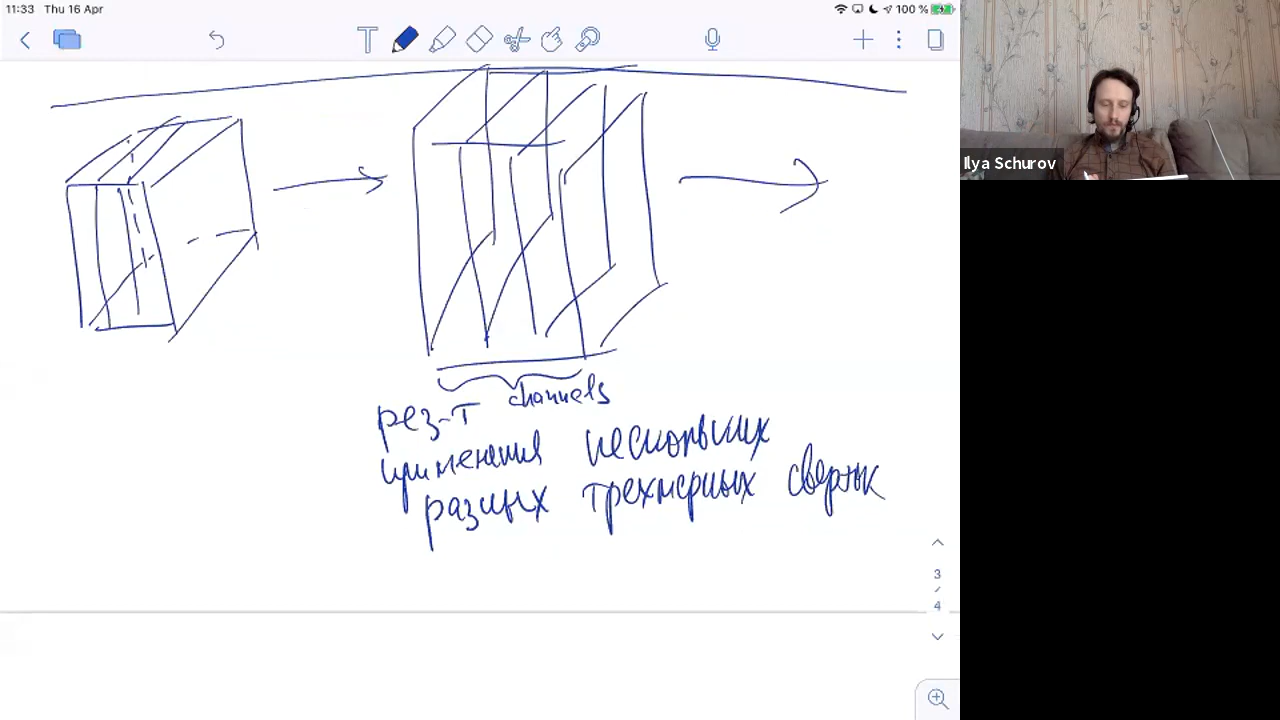 11:33 Thu 16 Apr
100 %
T
Ilya Schurov
channels
рез-т
применения нескольких
разных трехмерных сверток
3
4